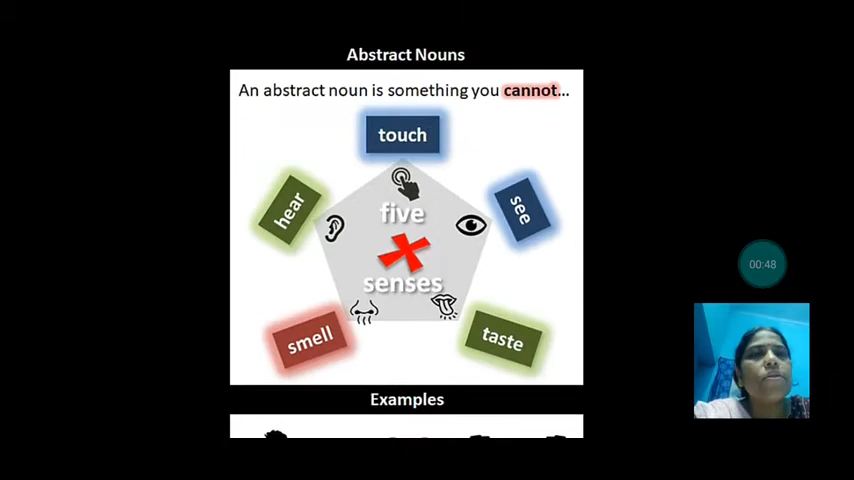 Abstract Nouns
An abstract noun is something you cannot...
touch
hear
see
five
senses
smell
taste
Examples
00:48